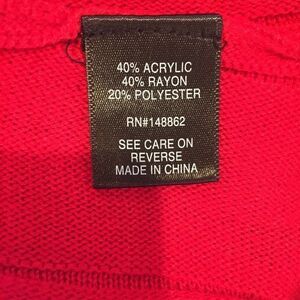 40% ACRYLIC
40% RAYON
20% POLYESTER
RN#148862
SEE CARE ON
REVERSE
MADE IN CHINA